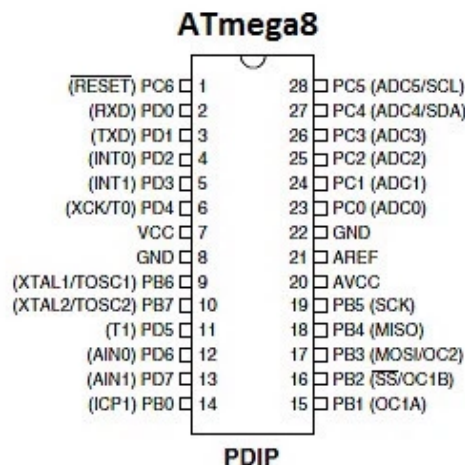 ATmega8
(RESET) PC6 1 28 PC5 (ADC5/SCL)
(RXD) PD0 2 27 PC4 (ADC4/SDA)
(TXD) PD1 3 26 PC3 (ADC3)
(INT0) PD2 4 25 PC2 (ADC2)
(INT1) PD3 5 24 PC1 (ADC1)
(XCK/T0) PD4 6 23 PC0 (ADC0)
VCC 7 22 GND
GND 8 21 AREF
(XTAL1/TOSC1) PB6 9 20 AVCC
(XTAL2/TOSC2) PB7 10 19 PB5 (SCK)
(T1) PD5 11 18 PB4 (MISO)
(AIN0) PD6 12 17 PB3 (MOSI/OC2)
(AIN1) PD7 13 16 PB2 (SS/OC1B)
(ICP1) PB0 14 15 PB1 (OC1A)
PDIP